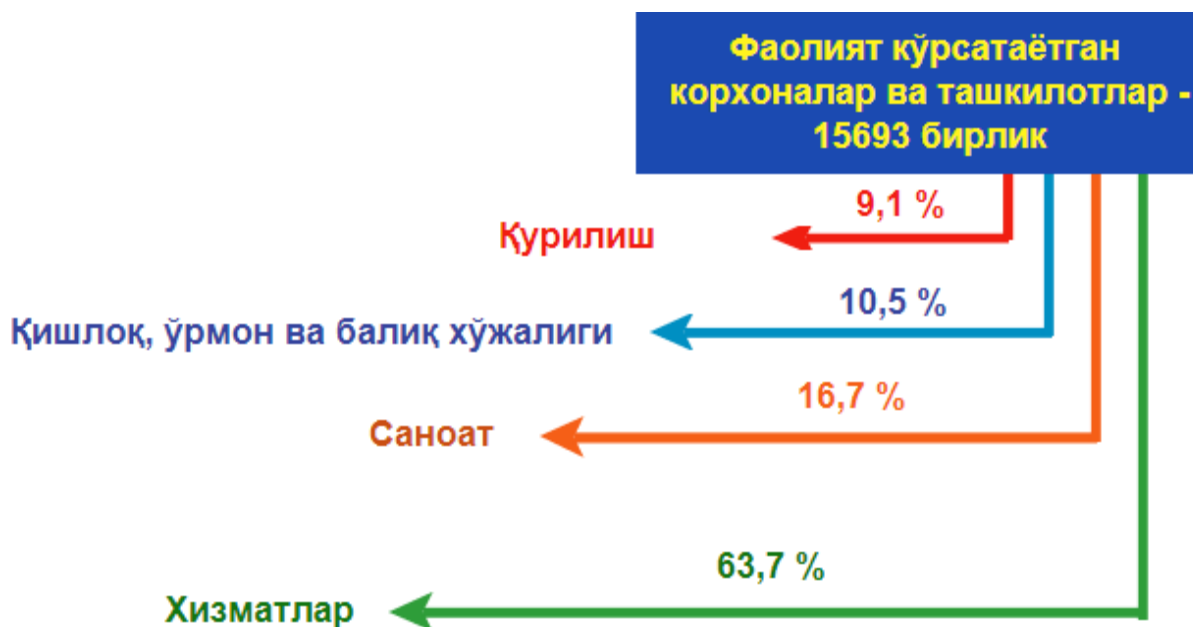 Фаолият кўрсатаётган
корхоналар ва ташкилотлар -
15693 бирлик
9,1 %
Қурилиш
10,5 %
Қишлоқ, ўрмон ва балиқ хўжалиги
16,7 %
Саноат
63,7 %
Хизматлар